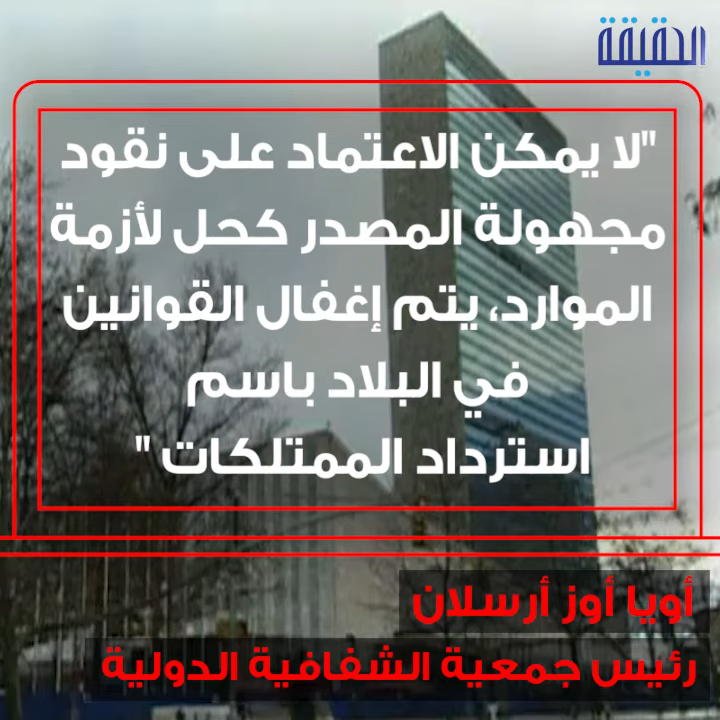 الحقيقة
"لا يمكن الاعتماد على نقود
مجهولة المصدر كحل لأزمة
الموارد، يتم إغفال القوانين
في البلاد باسم
استرداد الممتلكات "
أويا أوز أرسلان
رئيس جمعية الشفافية الدولية